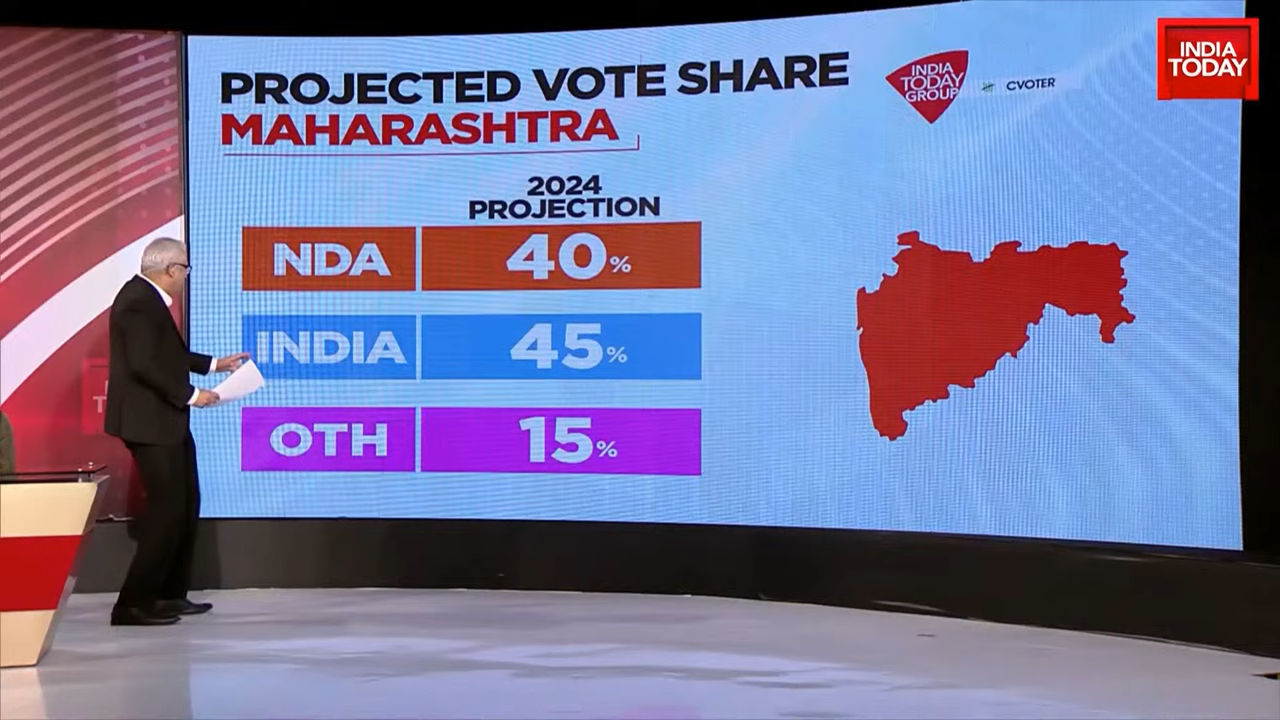 PROJECTED VOTE SHARE
MAHARASHTRA
INDIA
TODAY
GROUP
CVOTER
INDIA
TODAY
2024
PROJECTION
NDA 40%
INDIA 45%
OTH 15%
T